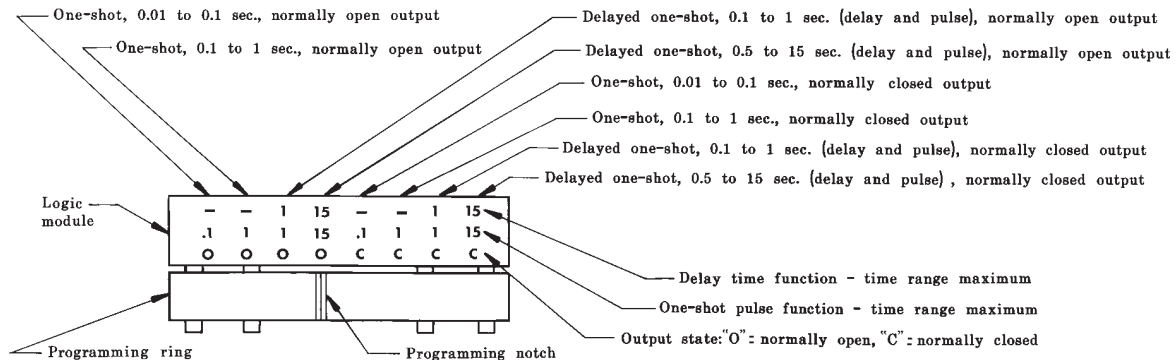 One-shot, 0.01 to 0.1 sec., normally open output
One-shot, 0.1 to 1 sec., normally open output
Delayed one-shot, 0.1 to 1 sec. (delay and pulse), normally open output
Delayed one-shot, 0.5 to 15 sec. (delay and pulse), normally open output
One-shot, 0.01 to 0.1 sec., normally closed output
One-shot, 0.1 to 1 sec., normally closed output
Delayed one-shot, 0.1 to 1 sec. (delay and pulse), normally closed output
Delayed one-shot, 0.5 to 15 sec. (delay and pulse) , normally closed output
Logic
module
– – 1 15 – – 1 15
.1 1 1 15 .1 1 1 15
O O O O C C C C
Delay time function - time range maximum
One-shot pulse function - time range maximum
Output state: "O" = normally open, "C" = normally closed
Programming ring
Programming notch